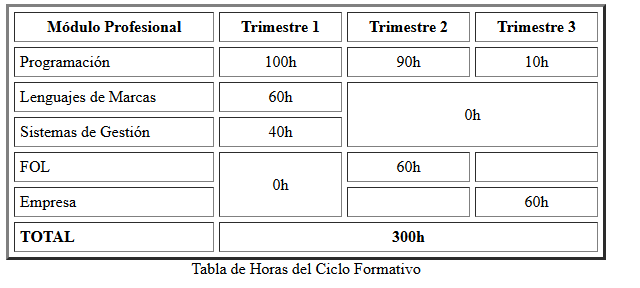 Módulo Profesional Trimestre 1 Trimestre 2 Trimestre 3
Programación 100h 90h 10h
Lenguajes de Marcas 60h
0h
Sistemas de Gestión 40h
FOL 60h
0h
Empresa 60h
TOTAL 300h
Tabla de Horas del Ciclo Formativo